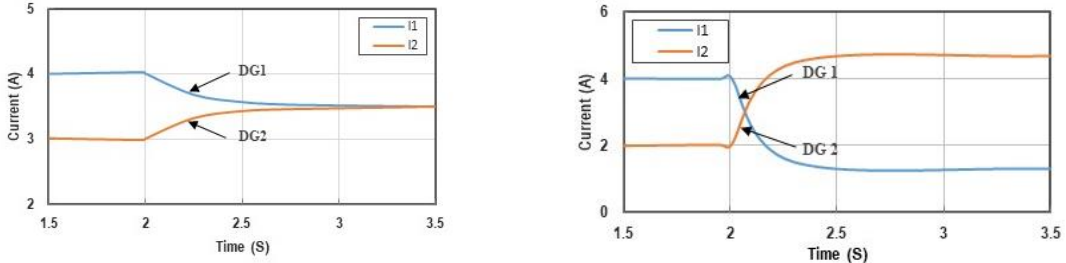 5
4
3
2
Current (A)
I1
I2
DG1
DG2
1.5 2 2.5 3 3.5
Time (S)
6
4
2
0
Current (A)
I1
I2
DG 1
DG 2
1.5 2 2.5 3 3.5
Time (S)